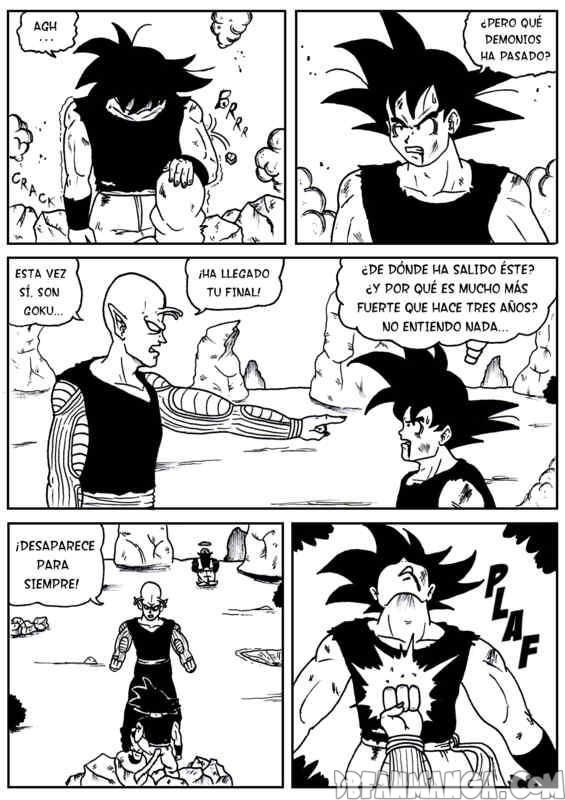 AGH
...
BRRR
CRACK
¿PERO QUÉ
DEMONIOS
HA PASADO?
ESTA VEZ
SÍ, SON
GOKU...
¡HA LLEGADO
TU FINAL!
¿DE DÓNDE HA SALIDO ÉSTE?
¿Y POR QUÉ ES MUCHO MÁS
FUERTE QUE HACE TRES AÑOS?
NO ENTIENDO NADA...
¡DESAPARECE
PARA
SIEMPRE!
PLAF
DBFANMANGA.COM